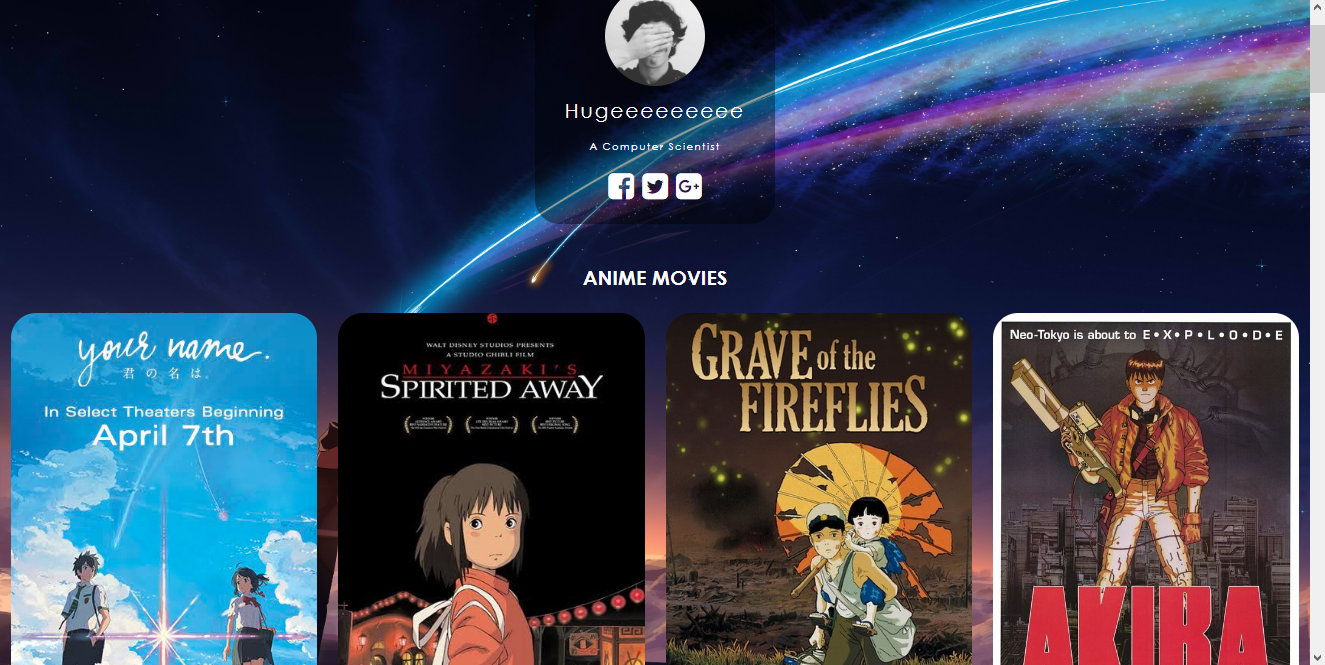 Hugeeeeeeeee
A Computer Scientist
G+
ANIME MOVIES
your name.
君の名は。
In Select Theaters Beginning
April 7th
WALT DISNEY STUDIOS PRESENTS
A STUDIO GHIBLI FILM
MIYAZAKI'S
SPIRITED AWAY
GRAVE of the
FIREFLIES
Neo-Tokyo is about to E•X•P•L•O•D•E
AKIRA